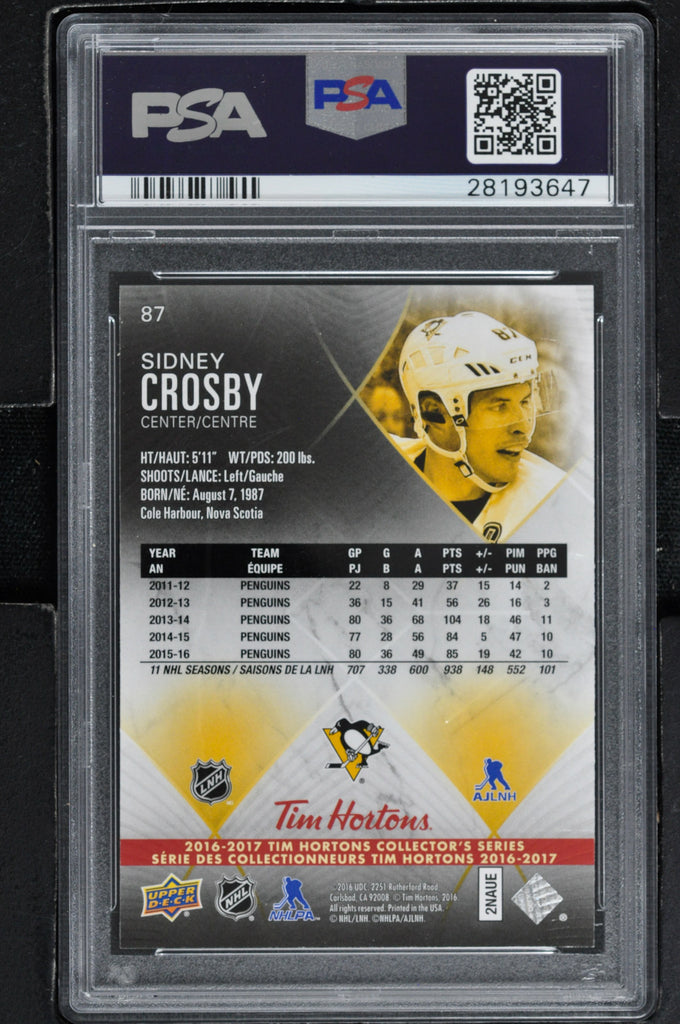 PSA
PSA
28193647
87
SIDNEY
CROSBY
CENTER/CENTRE
HT/HAUT: 5'11" WT/PDS: 200 lbs.
SHOOTS/LANCE: Left/Gauche
BORN/NÉ: August 7, 1987
Cole Harbour, Nova Scotia
8
CCM
YEAR TEAM GP G A PTS +/- PIM PPG
AN ÉQUIPE PJ B A PTS +/- PUN BAN
2011-12 PENGUINS 22 8 29 37 15 14 2
2012-13 PENGUINS 36 15 41 56 26 16 3
2013-14 PENGUINS 80 36 68 104 18 46 11
2014-15 PENGUINS 77 28 56 84 5 47 10
2015-16 PENGUINS 80 36 49 85 19 42 10
11 NHL SEASONS / SAISONS DE LA LNH 707 338 600 938 148 552 101
LNH
®
AJLNH
Tim Hortons.
2016-2017 TIM HORTONS COLLECTOR'S SERIES
SÉRIE DES COLLECTIONNEURS TIM HORTONS 2016-2017
UPPER
D·E·C·K
NHL
NHLPA
© 2016 UDC, 2251 Rutherford Road
Carlsbad, CA 92008 © Tim Hortons, 2016.
All rights reserved. Printed in the USA.
© NHL/LNH. ©NHLPA/AJLNH.
2NAUE
®